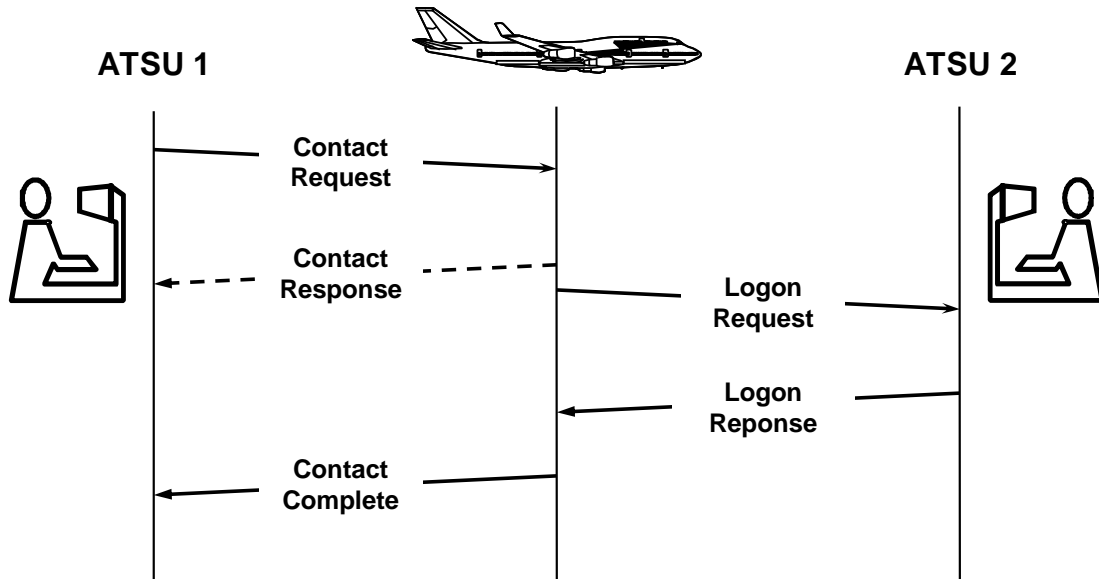 ATSU 1
ATSU 2
Contact
Request
Contact
Response
Logon
Request
Logon
Reponse
Contact
Complete